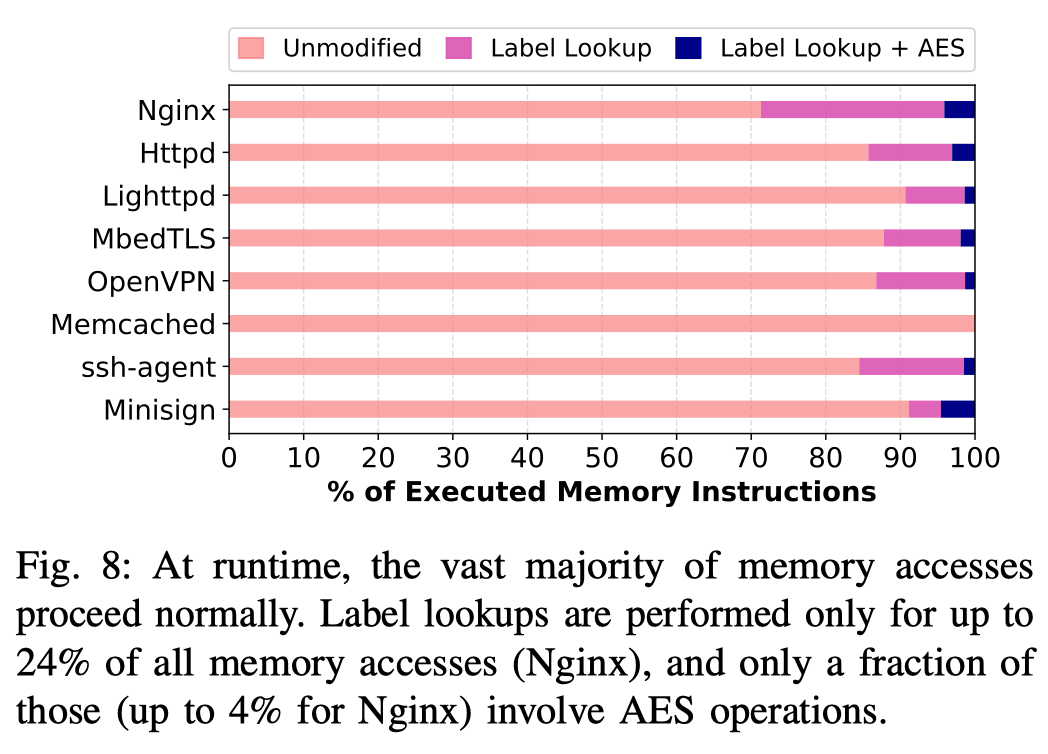 Unmodified Label Lookup Label Lookup + AES
Nginx
Httpd
Lighttpd
MbedTLS
OpenVPN
Memcached
ssh-agent
Minisign
0 10 20 30 40 50 60 70 80 90 100
% of Executed Memory Instructions
Fig. 8: At runtime, the vast majority of memory accesses
proceed normally. Label lookups are performed only for up to
24% of all memory accesses (Nginx), and only a fraction of
those (up to 4% for Nginx) involve AES operations.